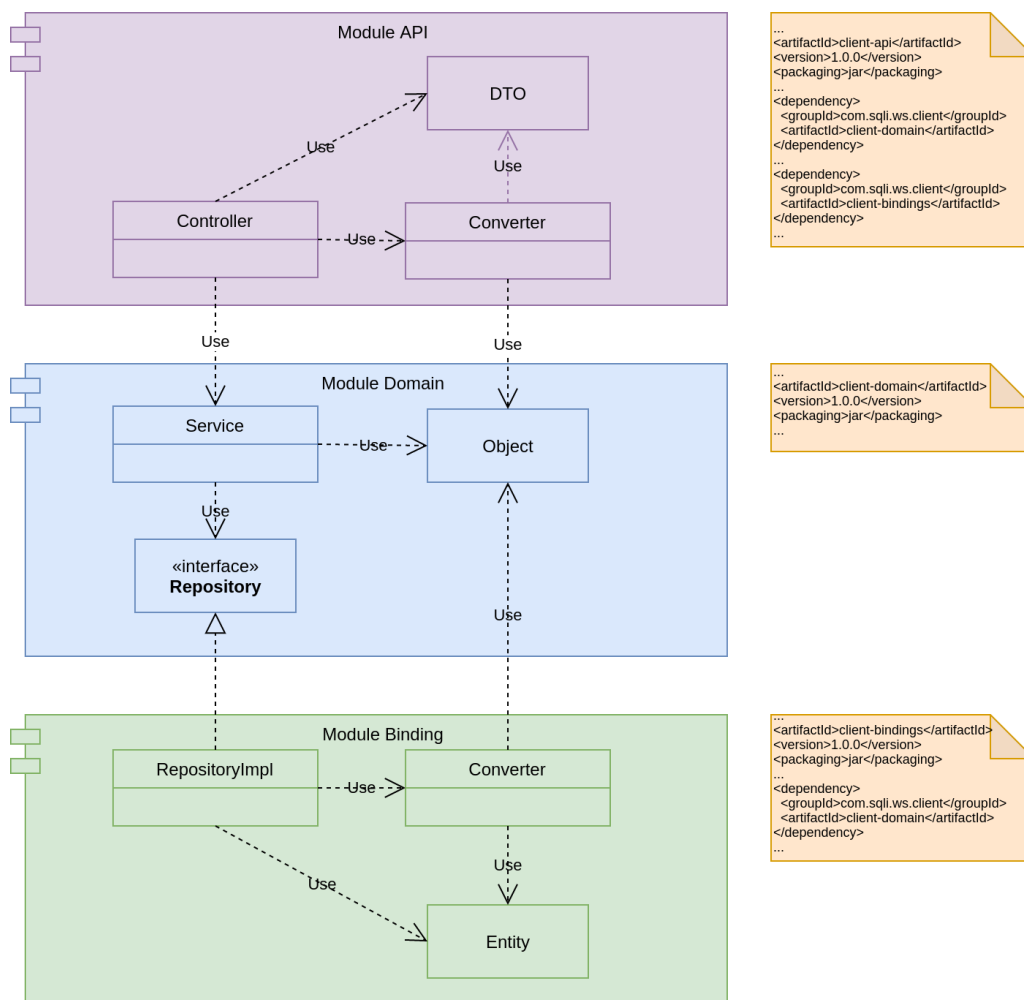 Module API
DTO
Use
Use
Controller
Converter
Use
Use
Use
Module Domain
Service
Object
Use
Use
«interface»
Repository
Use
Module Binding
RepositoryImpl
Converter
Use
Use
Use
Entity
...
<artifactId>client-api</artifactId>
<version>1.0.0</version>
<packaging>jar</packaging>
...
<dependency>
<groupId>com.sqli.ws.client</groupId>
<artifactId>client-domain</artifactId>
</dependency>
...
<dependency>
<groupId>com.sqli.ws.client</groupId>
<artifactId>client-bindings</artifactId>
</dependency>
...
...
<artifactId>client-domain</artifactId>
<version>1.0.0</version>
<packaging>jar</packaging>
...
...
<artifactId>client-bindings</artifactId>
<version>1.0.0</version>
<packaging>jar</packaging>
...
<dependency>
<groupId>com.sqli.ws.client</groupId>
<artifactId>client-domain</artifactId>
</dependency>
...